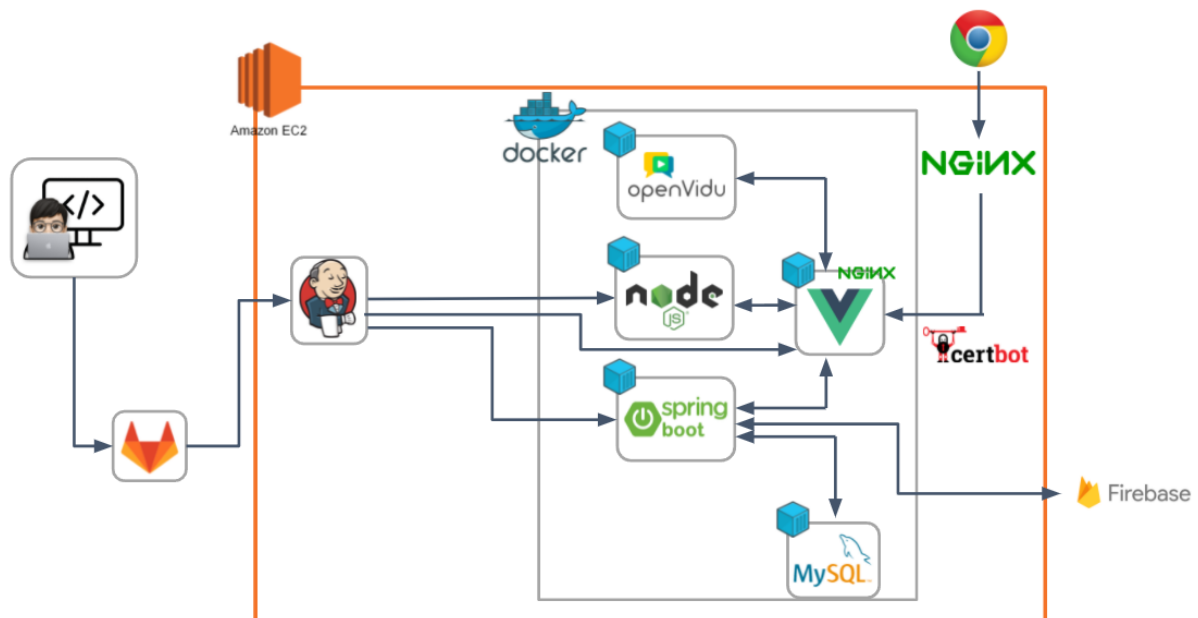 Amazon EC2
docker
openVidu
NGINX
</>
node
JS
NGINX
certbot
spring
boot
Firebase
MySQL